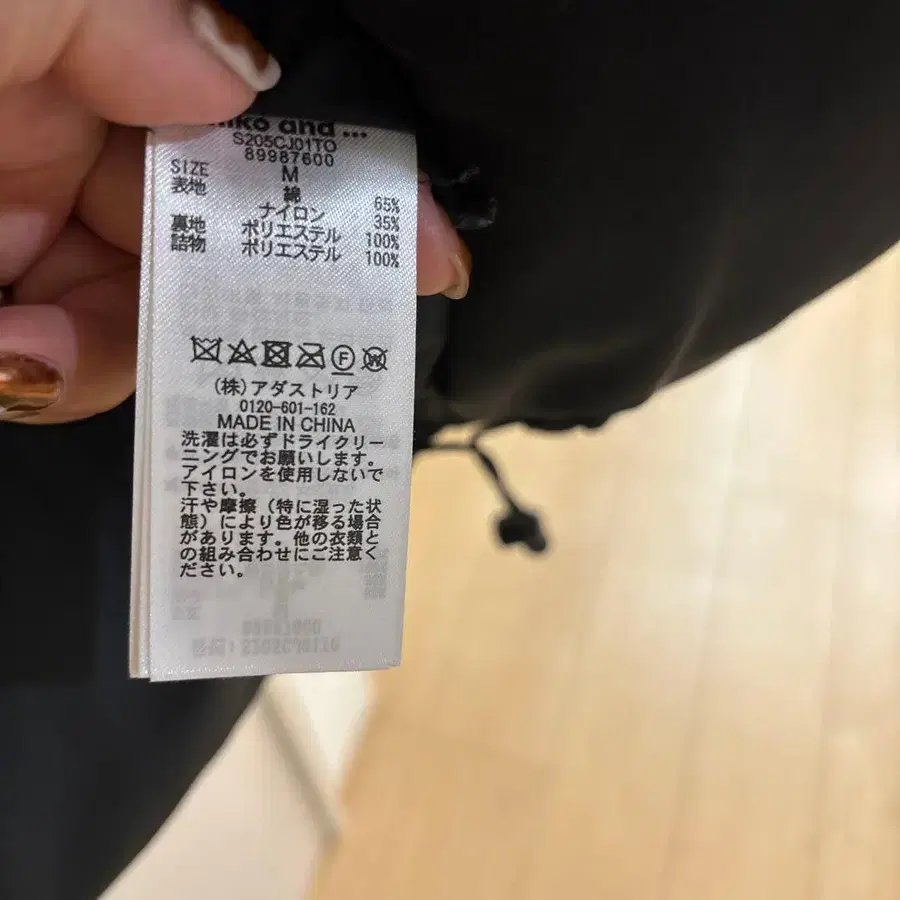 niko and ...
S205CJ01TO
89987600
SIZE M
表地 綿 65%
ナイロン 35%
裏地 ポリエステル 100%
詰物 ポリエステル 100%
F W
(株)アダストリア
0120-601-162
MADE IN CHINA
洗濯は必ずドライクリー
ニングでお願いします。
アイロンを使用しないで
下さい。
汗や摩擦（特に湿った状
態）により色が移る場合
があります。他の衣類と
の組み合わせにご注意く
ださい。